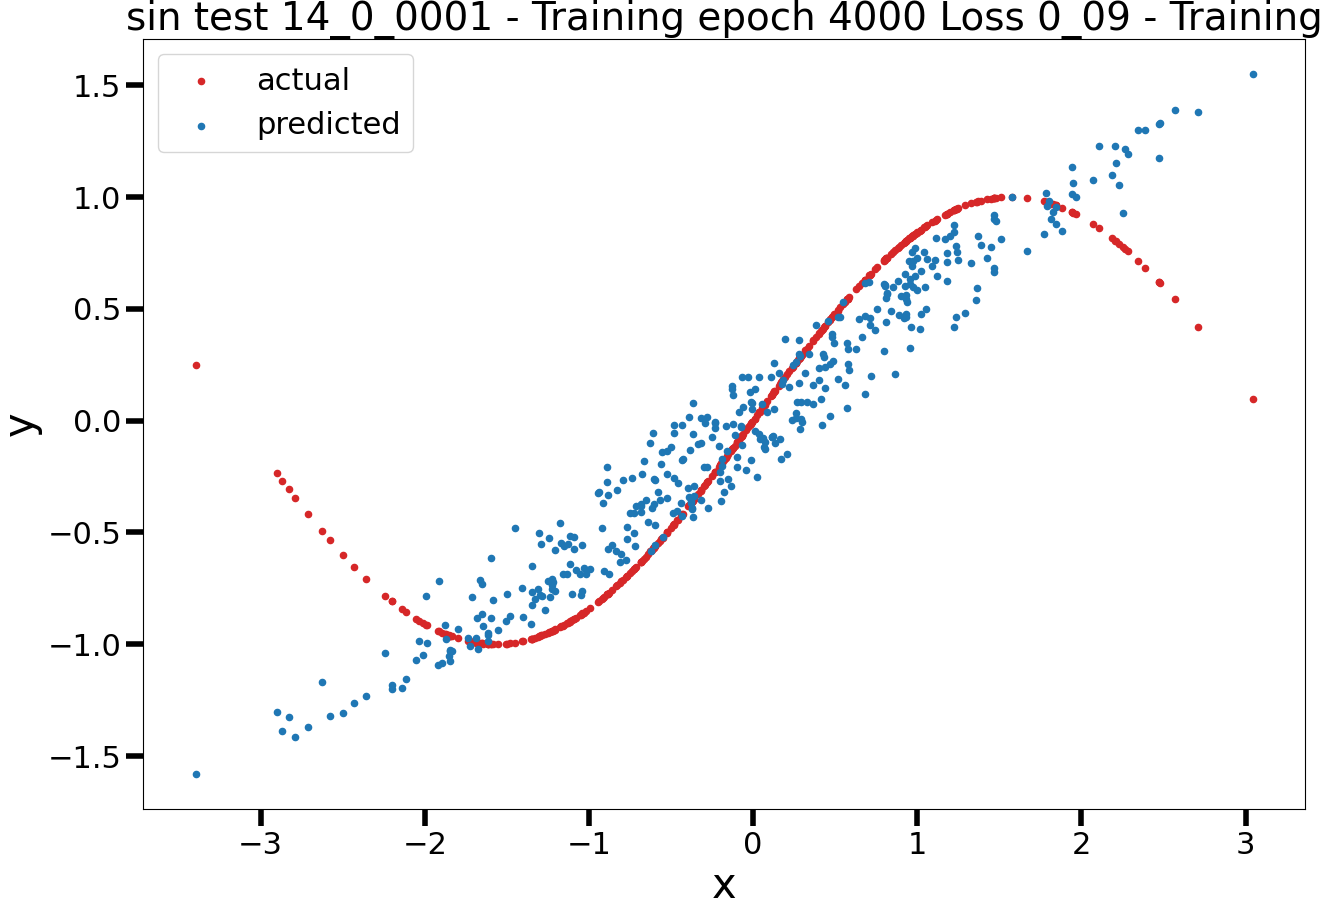 sin test 14_0_0001 - Training epoch 4000 Loss 0_09 - Training
actual
predicted
y
1.5
1.0
0.5
0.0
−0.5
−1.0
−1.5
−3 −2 −1 0 1 2 3
x